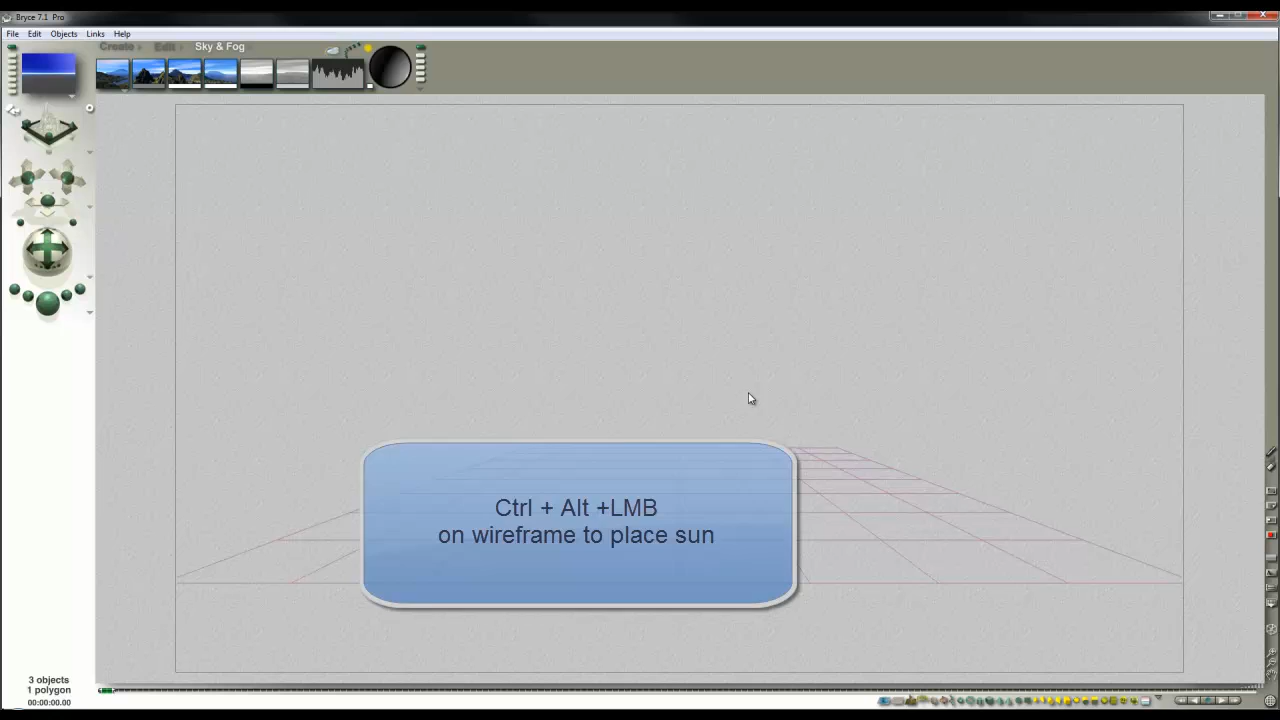 Bryce 7.1 Pro
File Edit Objects Links Help
Create Edit Sky & Fog
Ctrl + Alt +LMB
on wireframe to place sun
3 objects
1 polygon
00:00:00.00